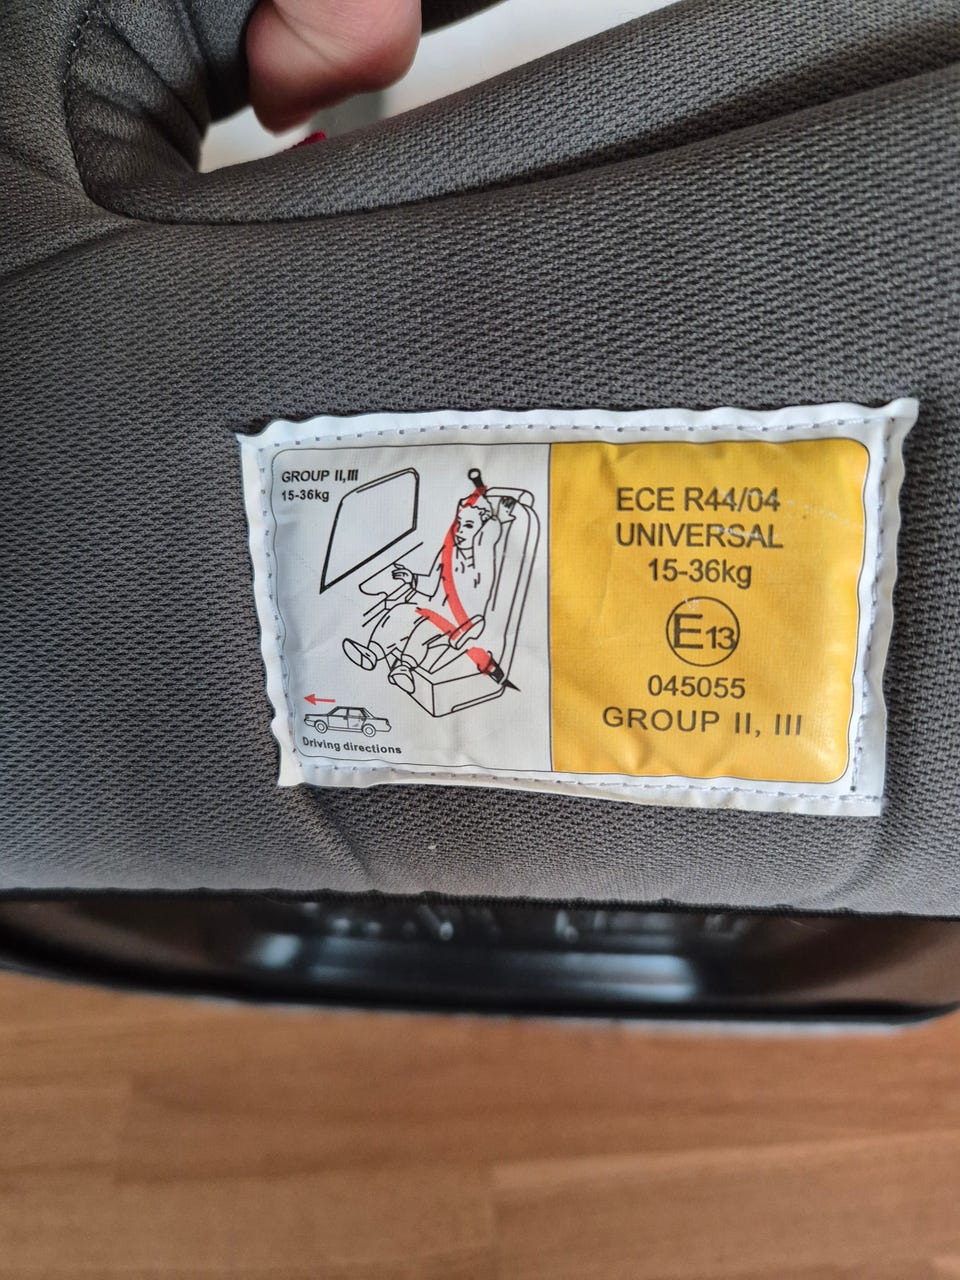 GROUP II,III
15-36kg
Driving directions
ECE R44/04
UNIVERSAL
15-36kg
E13
045055
GROUP II, III